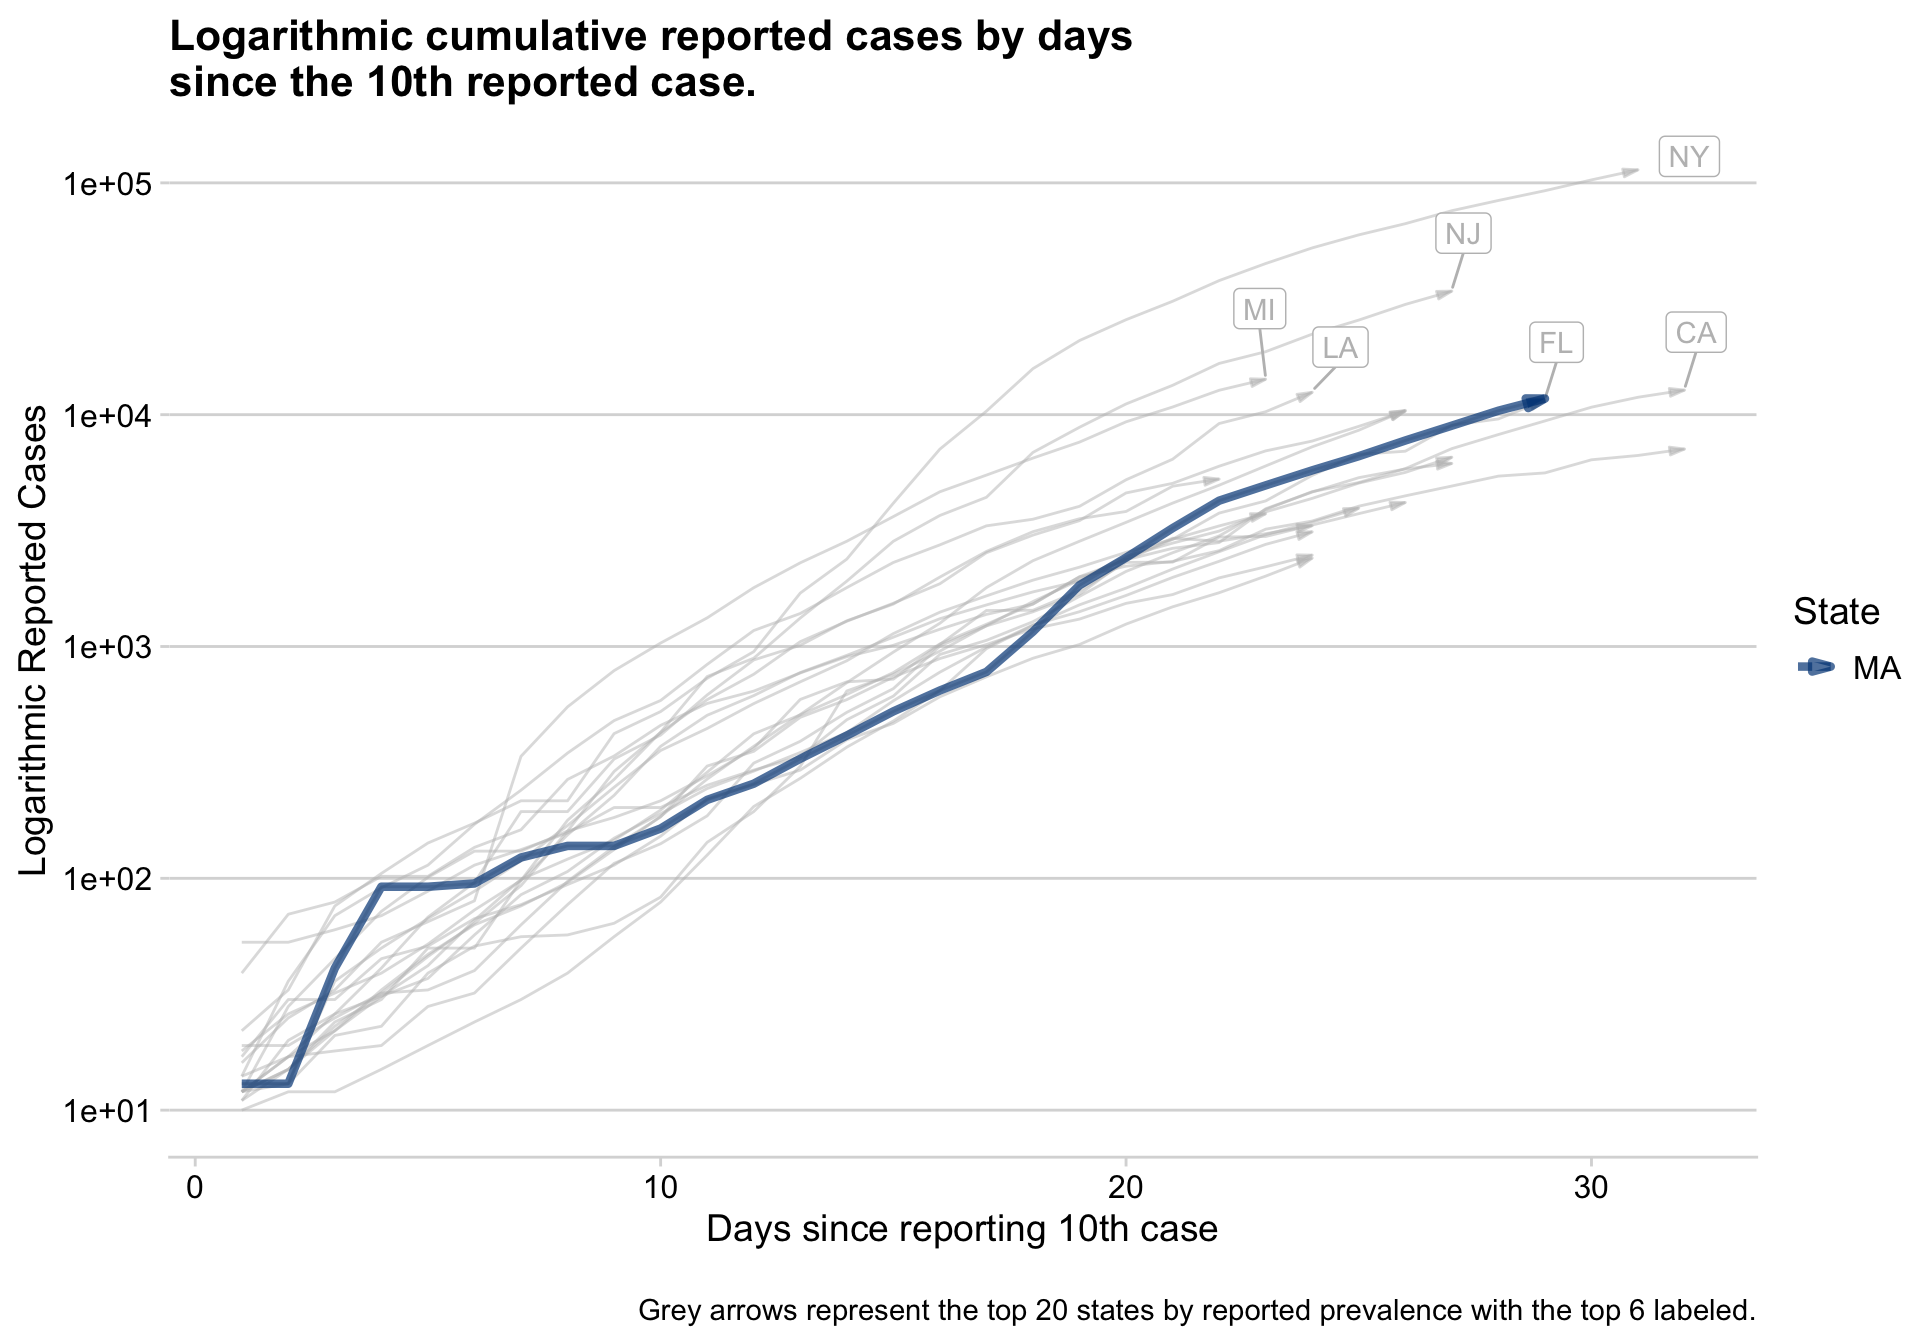 Logarithmic cumulative reported cases by days
since the 10th reported case.
1e+05
1e+04
1e+03
1e+02
1e+01
Logarithmic Reported Cases
NY
NJ
MI
LA
FL
CA
State
MA
0 10 20 30
Days since reporting 10th case
Grey arrows represent the top 20 states by reported prevalence with the top 6 labeled.